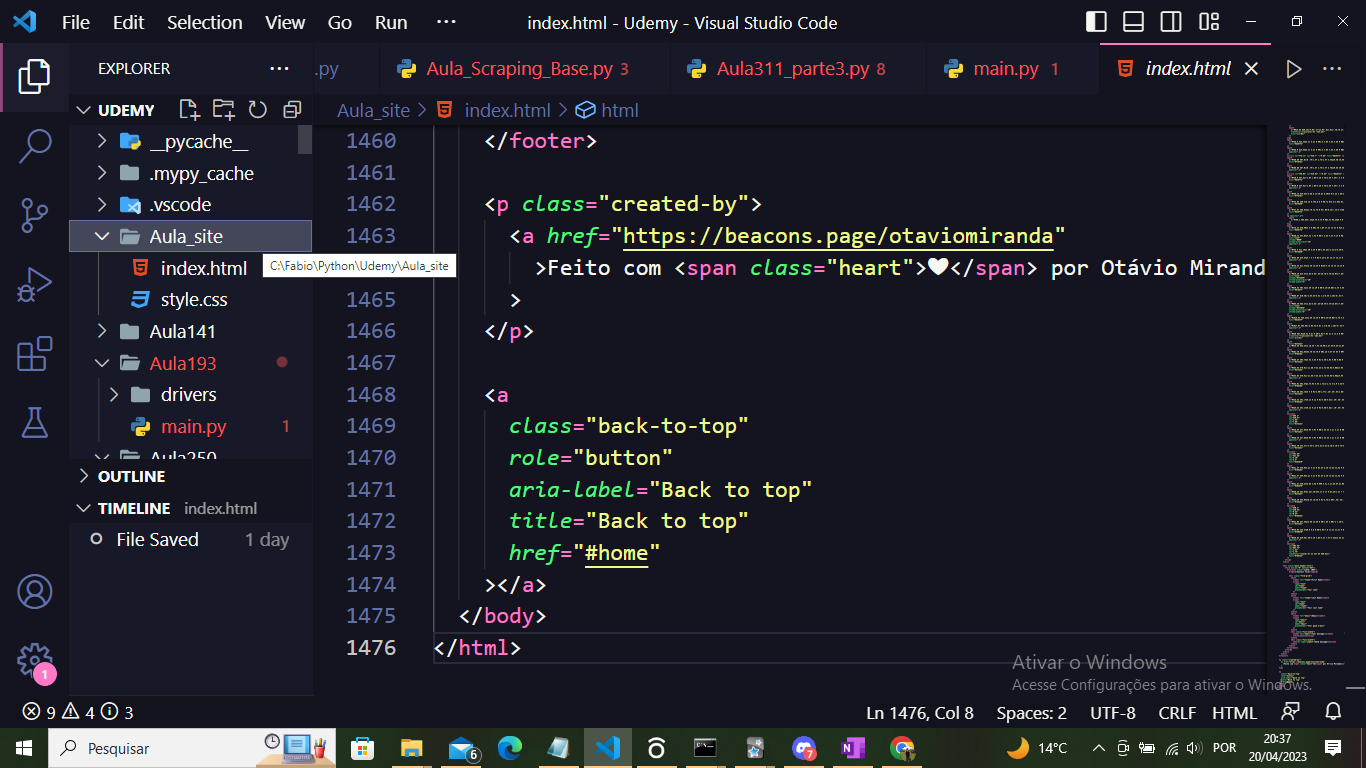 File Edit Selection View Go Run ··· index.html - Udemy - Visual Studio Code
EXPLORER ··· .py Aula_Scraping_Base.py 3 Aula311_parte3.py 8 main.py 1 index.html
UDEMY
Aula_site > index.html > html
__pycache__
.mypy_cache
.vscode
Aula_site
index.html
C:\Fabio\Python\Udemy\Aula_site
style.css
Aula141
Aula193
drivers
main.py 1
Aula250
OUTLINE
TIMELINE index.html
File Saved 1 day
1460 </footer>
1461
1462 <p class="created-by">
1463 <a href="https://beacons.page/otaviomiranda"
>Feito com <span class="heart">♥</span> por Otávio Mirand
1465 >
1466 </p>
1467
1468 <a
1469 class="back-to-top"
1470 role="button"
1471 aria-label="Back to top"
1472 title="Back to top"
1473 href="#home"
1474 ></a>
1475 </body>
1476 </html>
Ativar o Windows
Acesse Configurações para ativar o Windows.
1
9 4 3 Ln 1476, Col 8 Spaces: 2 UTF-8 CRLF HTML
Pesquisar 6 7 14°C POR 20:37
20/04/2023